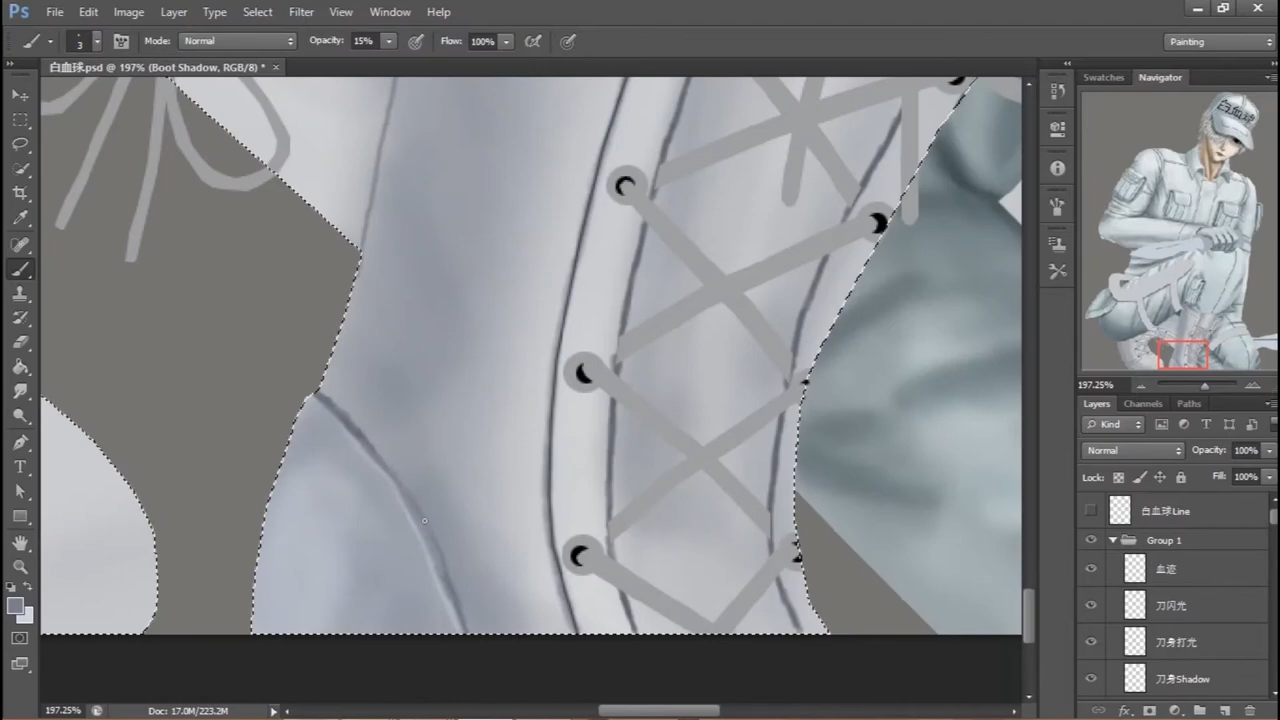 Ps File Edit Image Layer Type Select Filter View Window Help
3 Mode: Normal Opacity: 15% Flow: 100% Painting
白血球.psd @ 197% (Boot Shadow, RGB/8) * ×
Swatches Navigator
白血球
197.25%
Layers Channels Paths
Kind
Normal Opacity: 100%
Lock: Fill: 100%
白血球Line
Group 1
血迹
刀闪光
刀身打光
刀身Shadow
197.25% Doc: 17.0M/223.2M